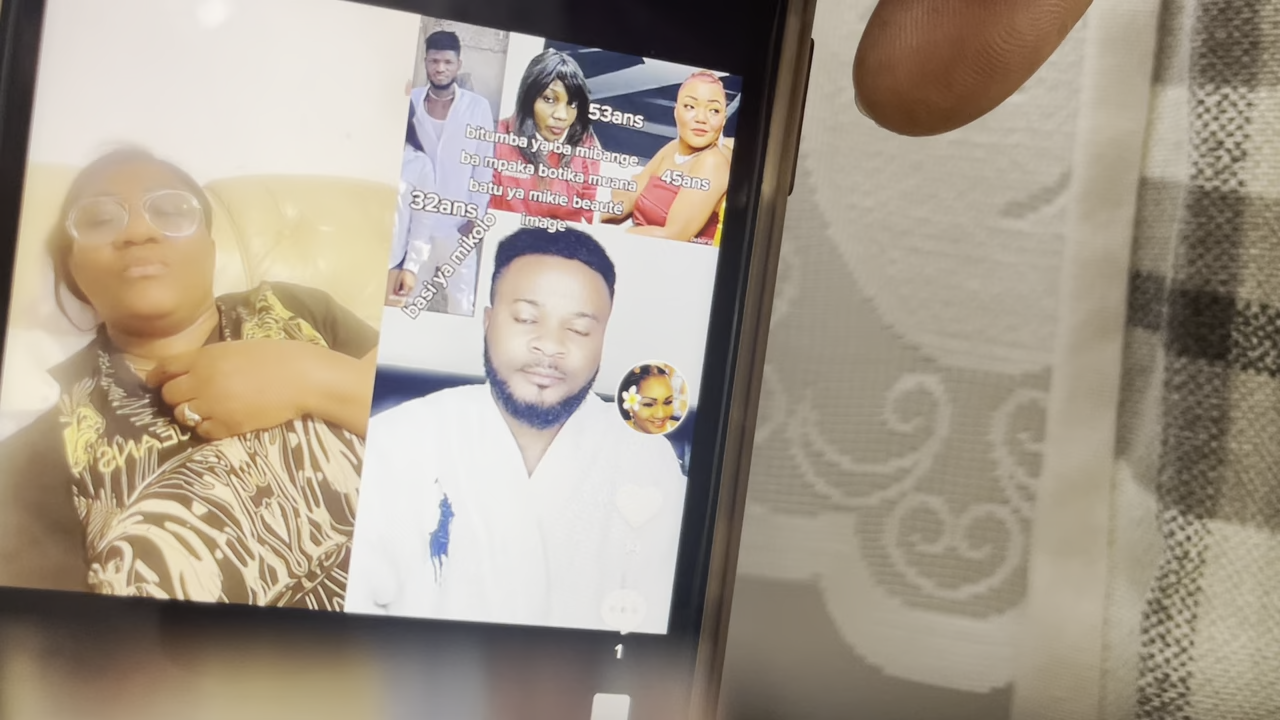 53ans
bitumba ya ba mibange
ba mpaka botika muana
45ans
batu ya mikie beauté
32ans
image
basi ya mikolo
JEANS
1